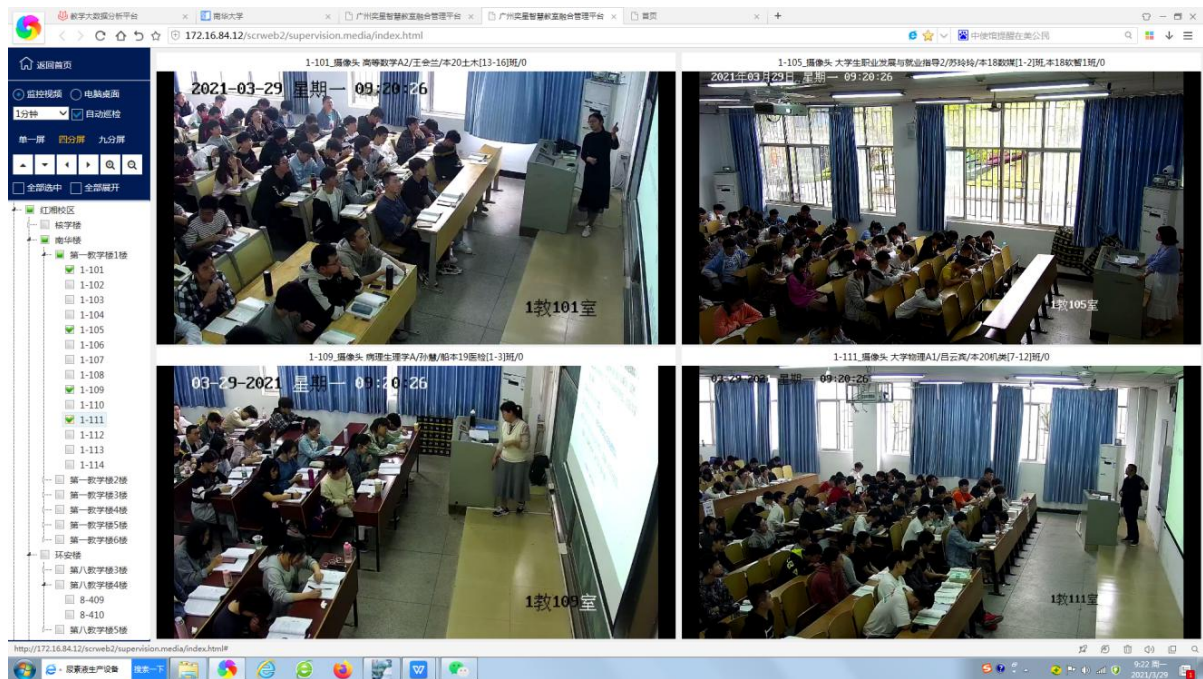 教学大数据分析平台
南华大学
广州奕星智慧教室融合管理平台
广州奕星智慧教室融合管理平台
首页
172.16.84.12/scrweb2/supervision.media/index.html
中使馆提醒在美公民
返回首页
监控视频 电脑桌面
1分钟 自动巡检
单一屏 四分屏 九分屏
全部选中 全部展开
红湘校区
核学楼
南华楼
第一教学楼1楼
1-101
1-102
1-103
1-104
1-105
1-106
1-107
1-108
1-109
1-110
1-111
1-112
1-113
1-114
第一教学楼2楼
第一教学楼3楼
第一教学楼4楼
第一教学楼5楼
第一教学楼6楼
环安楼
第八教学楼3楼
第八教学楼4楼
8-409
8-410
第八教学楼5楼
1-101_摄像头 高等数学A2/王会兰/本20土木[13-16]班/0
2021-03-29 星期一 09:20:26
1教101室
1-105_摄像头 大学生职业发展与就业指导2/苏玲玲/本18数媒[1-2]班,本18软智1班/0
2021年03月29日 星期一 09:20:26
1教105室
1-109_摄像头 病理生理学A/孙慧/船本19医检[1-3]班/0
03-29-2021 星期一 09:20:26
1教109室
1-111_摄像头 大学物理A1/吕云宾/本20机类[7-12]班/0
03-29-2021 星期一 09:20:26
1教111室
http://172.16.84.12/scrweb2/supervision.media/index.html#
尿素液生产设备 搜索一下
9:22 周一
2021/3/29